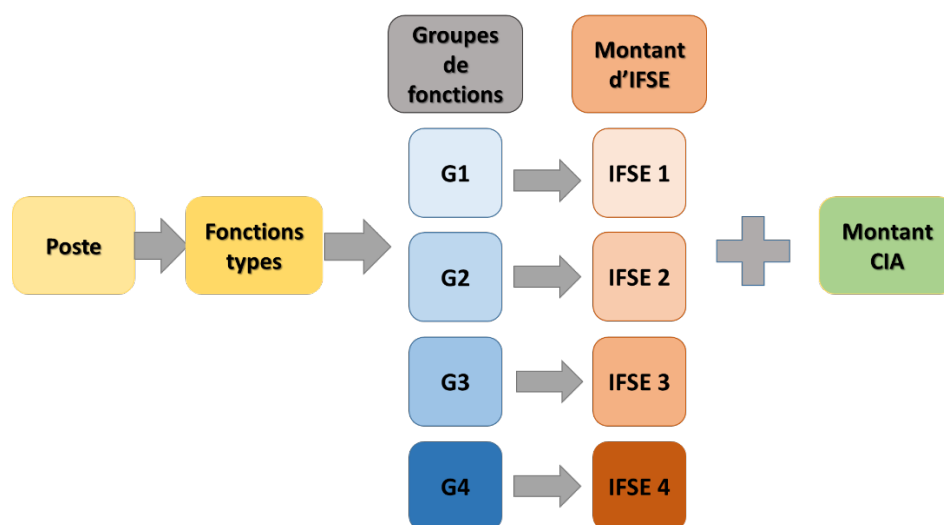 Groupes
de
fonctions
Montant
d'IFSE
G1
IFSE 1
Poste
Fonctions
types
G2
IFSE 2
Montant
CIA
G3
IFSE 3
G4
IFSE 4